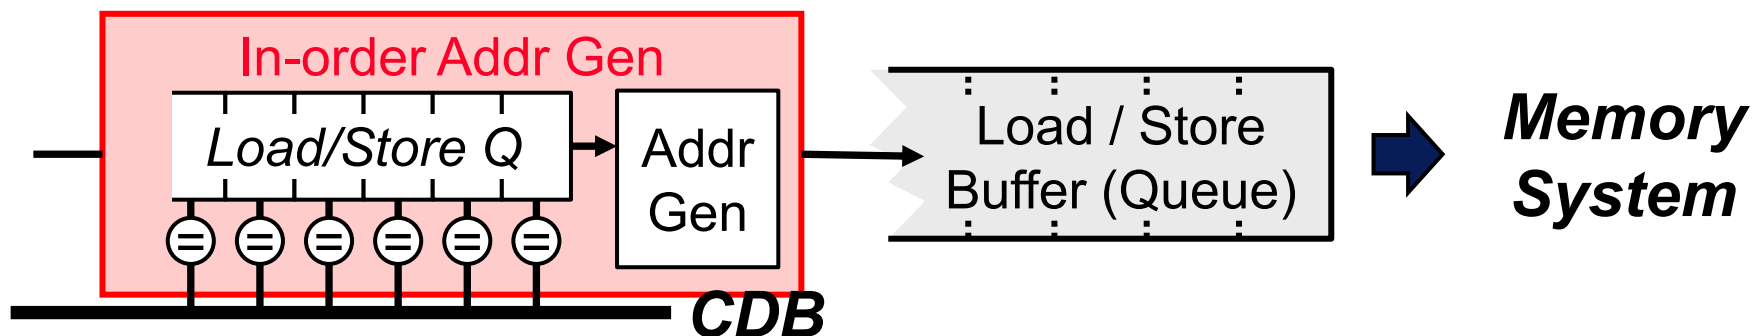 In-order Addr Gen
Load/Store Q
Addr
Gen
= = = = = =
CDB
Load / Store
Buffer (Queue)
Memory
System